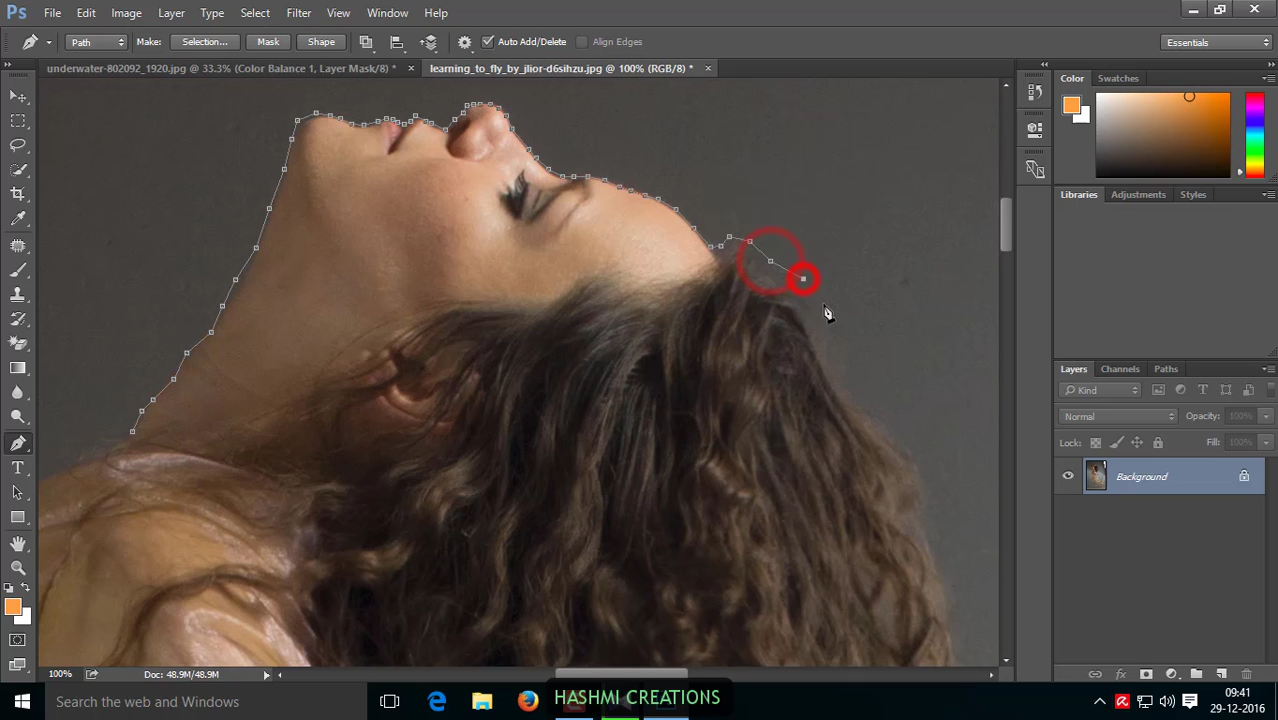 Ps File Edit Image Layer Type Select Filter 3D View Window Help
Path Make: Selection... Mask Shape Auto Add/Delete Align Edges Essentials
underwater-802092_1920.jpg @ 33.3% (Color Balance 1, Layer Mask/8) * × learning_to_fly_by_jlior-d6sihzu.jpg @ 100% (RGB/8) * ×
Color Swatches
Libraries Adjustments Styles
Layers Channels Paths
Kind
Normal Opacity: 100%
Lock: Fill: 100%
Background
100% Doc: 48.9M/48.9M
Search the web and Windows
HASHMI CREATIONS
09:41
29-12-2016